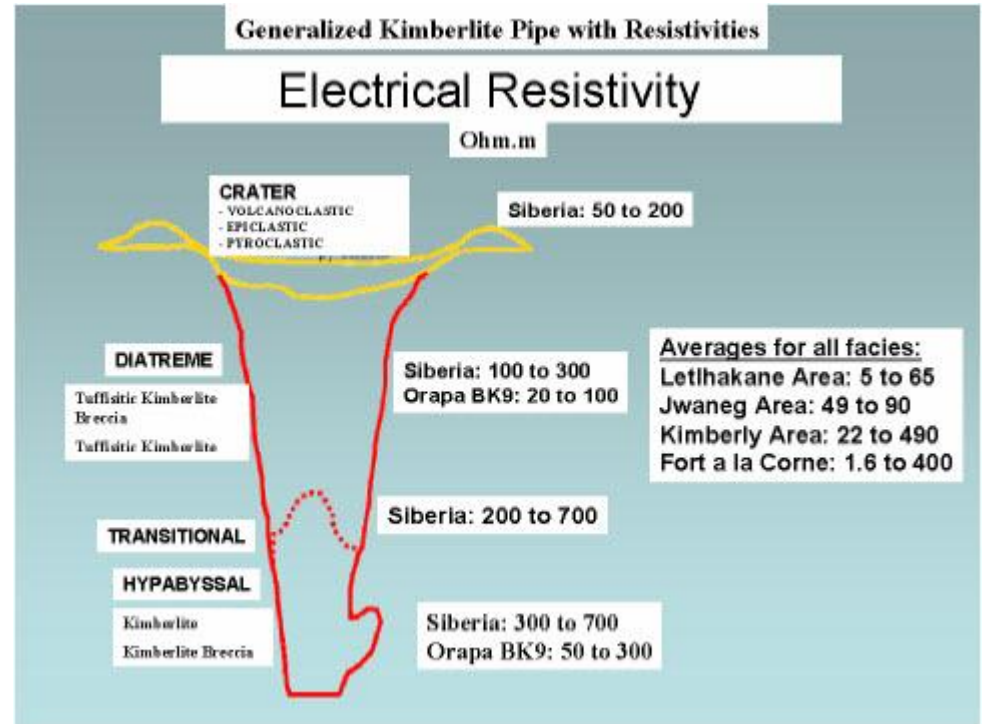 Generalized Kimberlite Pipe with Resistivities
Electrical Resistivity
Ohm.m
CRATER
- VOLCANOCLASTIC
- EPICLASTIC
- PYROCLASTIC
Siberia: 50 to 200
DIATREME
Tuffisitic Kimberlite
Breccia
Tuffisitic Kimberlite
Siberia: 100 to 300
Orapa BK9: 20 to 100
Averages for all facies:
Letlhakane Area: 5 to 65
Jwaneg Area: 49 to 90
Kimberly Area: 22 to 490
Fort a la Corne: 1.6 to 400
TRANSITIONAL
Siberia: 200 to 700
HYPABYSSAL
Kimberlite
Kimberlite Breccia
Siberia: 300 to 700
Orapa BK9: 50 to 300